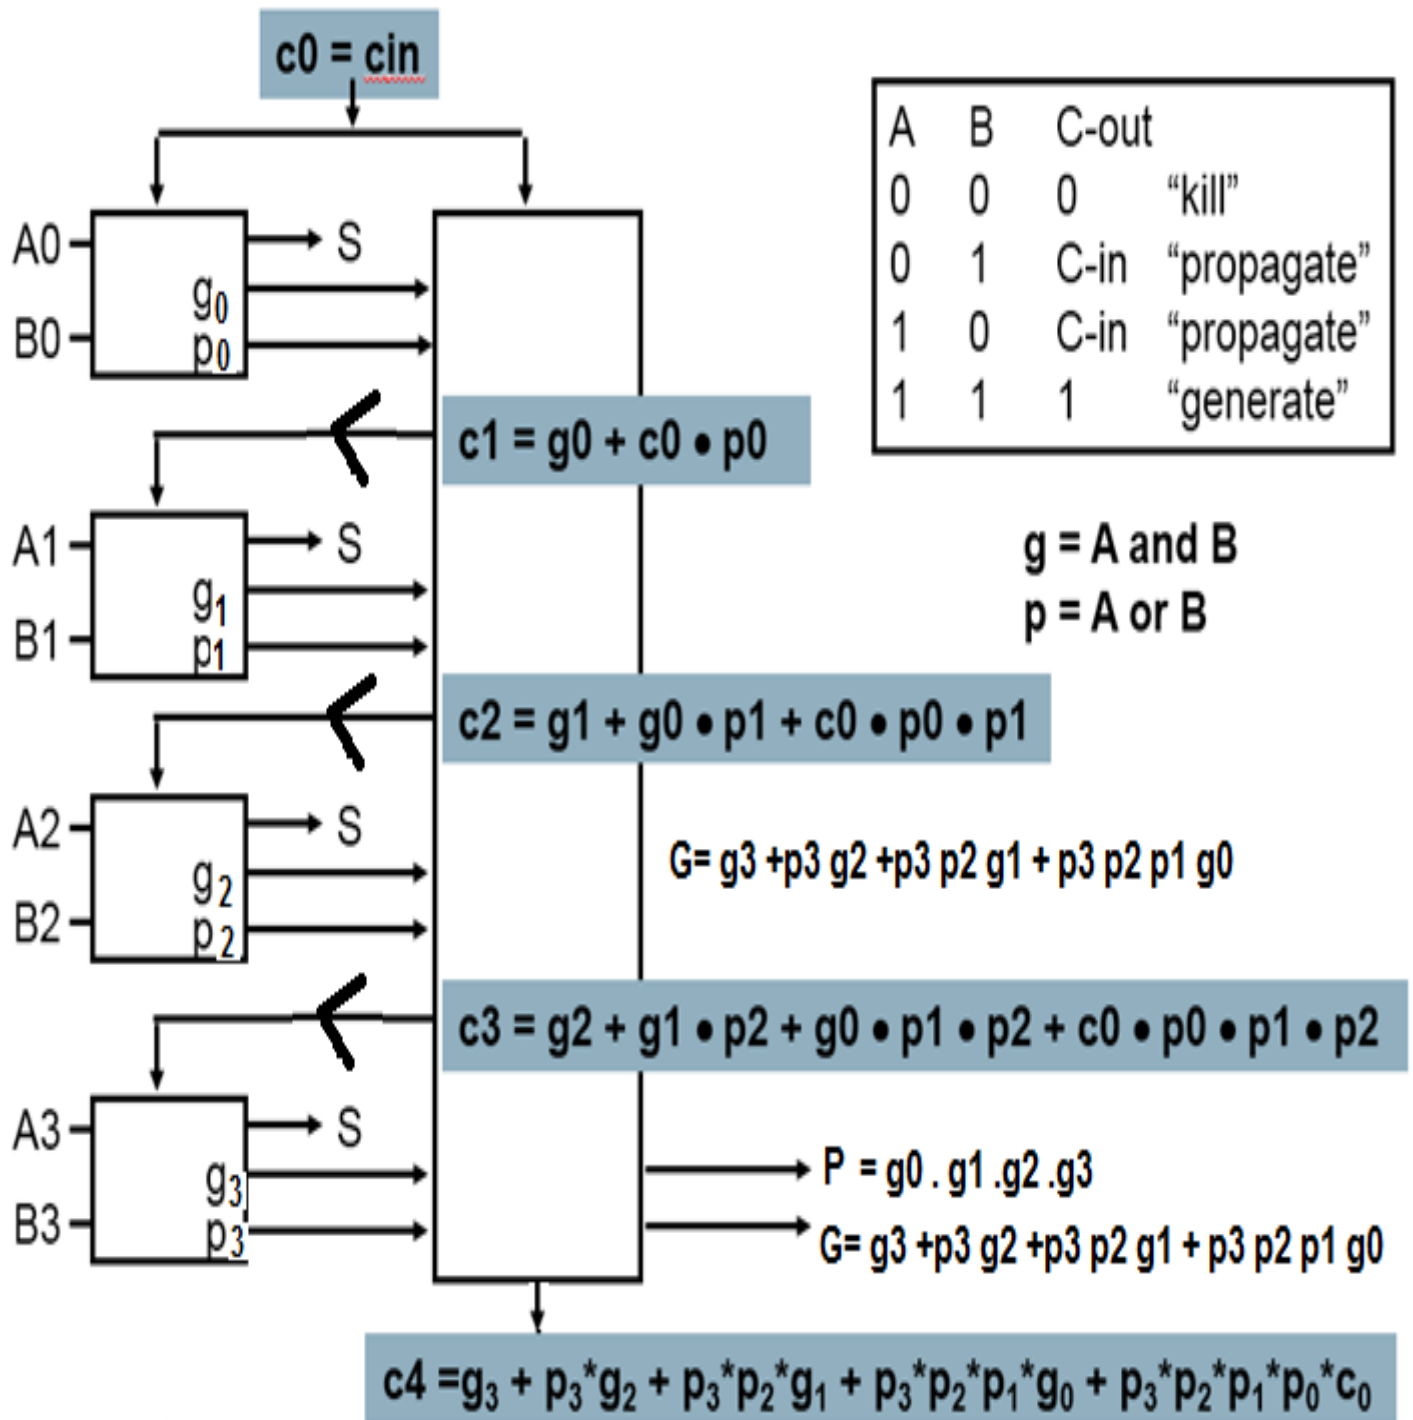 c0 = cin
A B C-out
0 0 0 “kill”
0 1 C-in “propagate”
1 0 C-in “propagate”
1 1 1 “generate”
A0
S
g0
B0
p0
c1 = g0 + c0 • p0
g = A and B
p = A or B
A1
S
g1
B1
p1
c2 = g1 + g0 • p1 + c0 • p0 • p1
A2
S
G= g3 +p3 g2 +p3 p2 g1 + p3 p2 p1 g0
g2
B2
p2
c3 = g2 + g1 • p2 + g0 • p1 • p2 + c0 • p0 • p1 • p2
A3
S
g3
P = g0 . g1 .g2 .g3
B3
p3
G= g3 +p3 g2 +p3 p2 g1 + p3 p2 p1 g0
c4 =g3 + p3*g2 + p3*p2*g1 + p3*p2*p1*g0 + p3*p2*p1*p0*c0